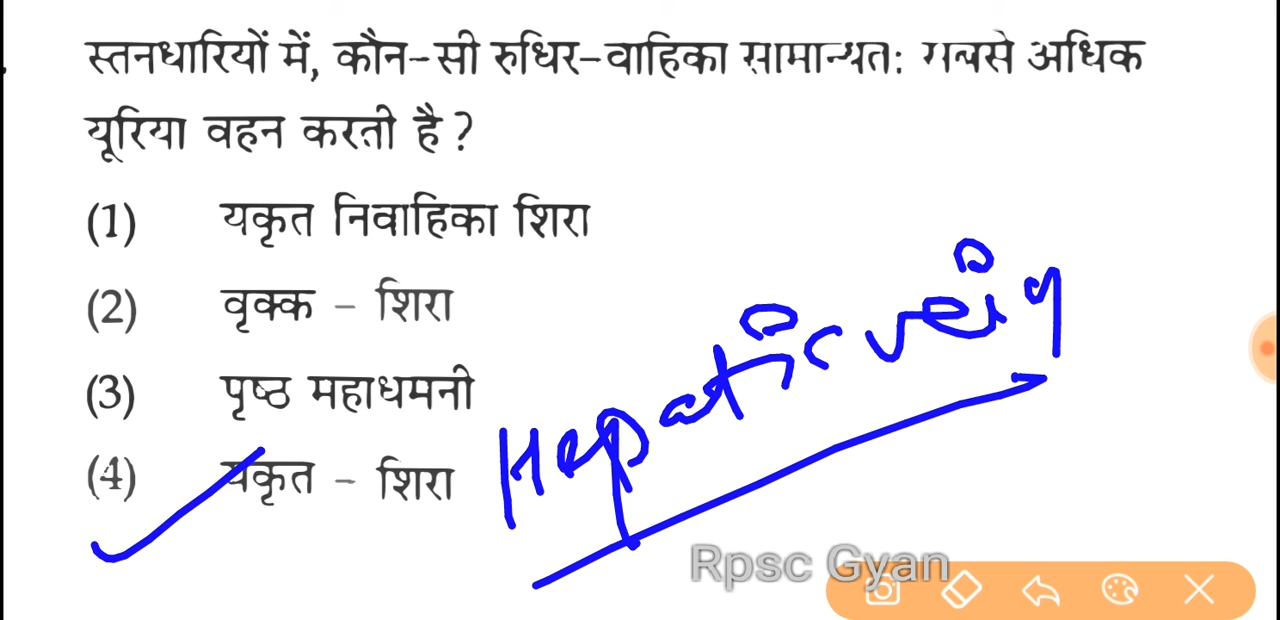 स्तनधारियों में, कौन-सी रुधिर-वाहिका सामान्यत: सबसे अधिक
यूरिया वहन करती है ?
(1) यकृत निवाहिका शिरा
(2) वृक्क - शिरा
(3) पृष्ठ महाधमनी
(4) यकृत - शिरा
Hepatic vein
Rpsc Gyan